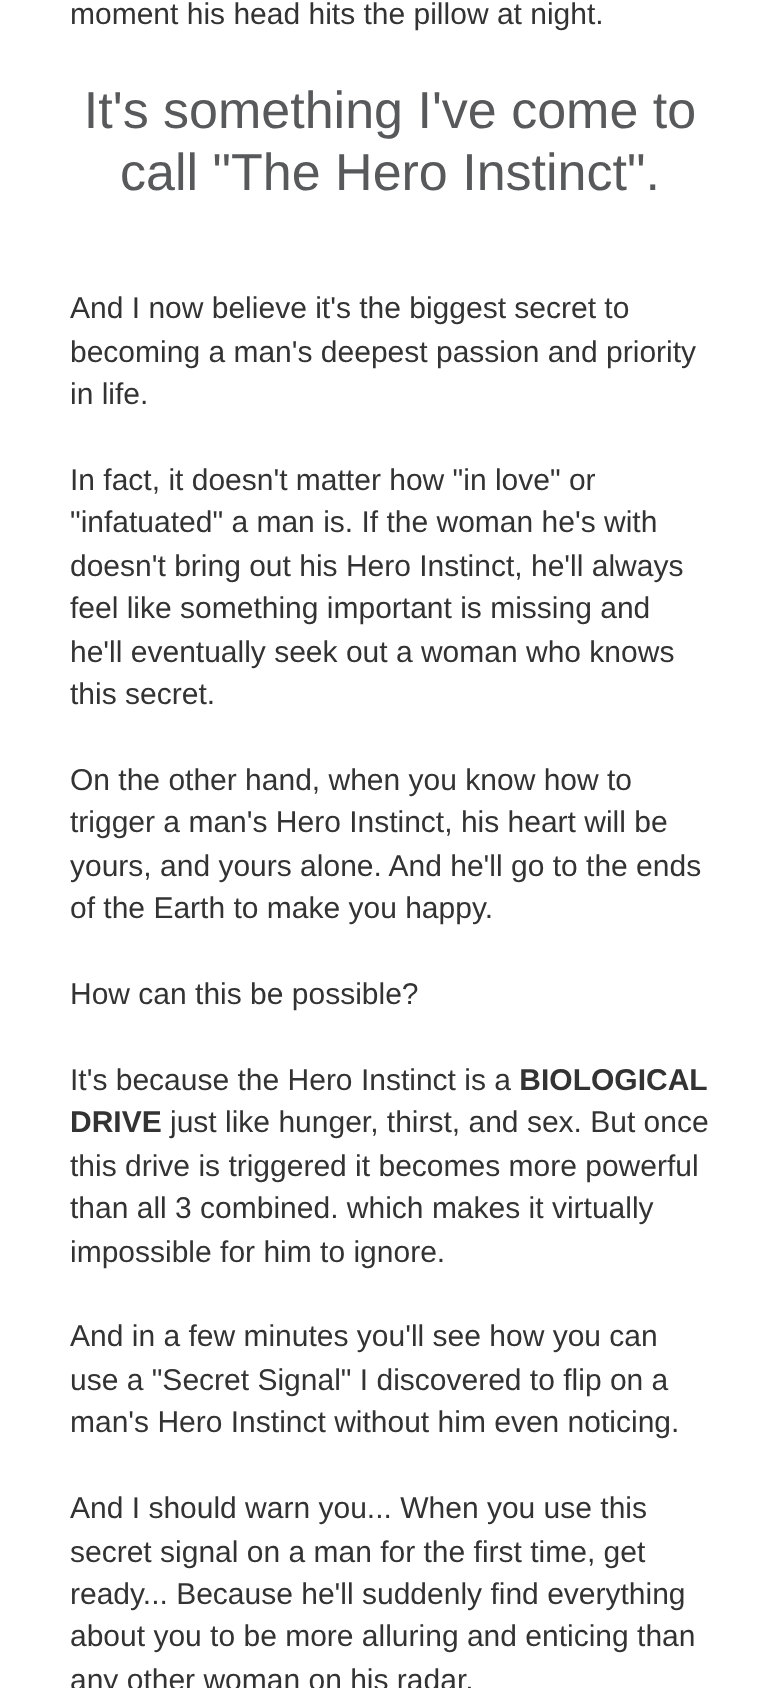 moment his head hits the pillow at night.
It's something I've come to
call "The Hero Instinct".
And I now believe it's the biggest secret to
becoming a man's deepest passion and priority
in life.
In fact, it doesn't matter how "in love" or
"infatuated" a man is. If the woman he's with
doesn't bring out his Hero Instinct, he'll always
feel like something important is missing and
he'll eventually seek out a woman who knows
this secret.
On the other hand, when you know how to
trigger a man's Hero Instinct, his heart will be
yours, and yours alone. And he'll go to the ends
of the Earth to make you happy.
How can this be possible?
It's because the Hero Instinct is a BIOLOGICAL
DRIVE just like hunger, thirst, and sex. But once
this drive is triggered it becomes more powerful
than all 3 combined. which makes it virtually
impossible for him to ignore.
And in a few minutes you'll see how you can
use a "Secret Signal" I discovered to flip on a
man's Hero Instinct without him even noticing.
And I should warn you... When you use this
secret signal on a man for the first time, get
ready... Because he'll suddenly find everything
about you to be more alluring and enticing than
any other woman on his radar.